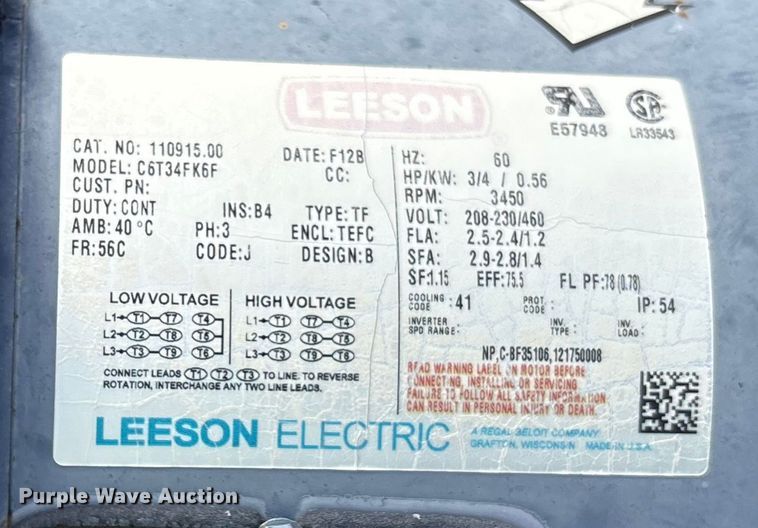 LEESON
E57948
LR33543
CAT. NO: 110915.00
MODEL: C6T34FK6F
CUST. PN:
DUTY: CONT INS: B4 TYPE: TF
AMB: 40 °C PH: 3 ENCL: TEFC
FR: 56C CODE: J DESIGN: B
DATE: F12B
CC:
HZ: 60
HP/KW: 3/4 / 0.56
RPM: 3450
VOLT: 208-230/460
FLA: 2.5-2.4/1.2
SFA: 2.9-2.8/1.4
SF: 1.15 EFF: 75.5 FL PF: 78 (0.78)
COOLING CODE : 41 PROT. CODE : IP: 54
INVERTER SPD RANGE: INV. TYPE : INV. LOAD :
LOW VOLTAGE HIGH VOLTAGE
L1 T1 T7 T4 L1 T1 T7 T4
L2 T2 T8 T5 L2 T2 T8 T5
L3 T3 T9 T6 L3 T3 T9 T6
CONNECT LEADS T1 T2 T3 TO LINE. TO REVERSE
ROTATION, INTERCHANGE ANY TWO LINE LEADS.
NP,C-BF35106,121750008
READ WARNING LABEL ON MOTOR BEFORE
CONNECTING, INSTALLING OR SERVICING
FAILURE TO FOLLOW ALL SAFETY INFORMATION
CAN RESULT IN PERSONAL INJURY OR DEATH.
LEESON ELECTRIC
A REGAL BELOIT COMPANY
GRAFTON, WISCONSIN MADE IN U.S.A.
Purple Wave Auction